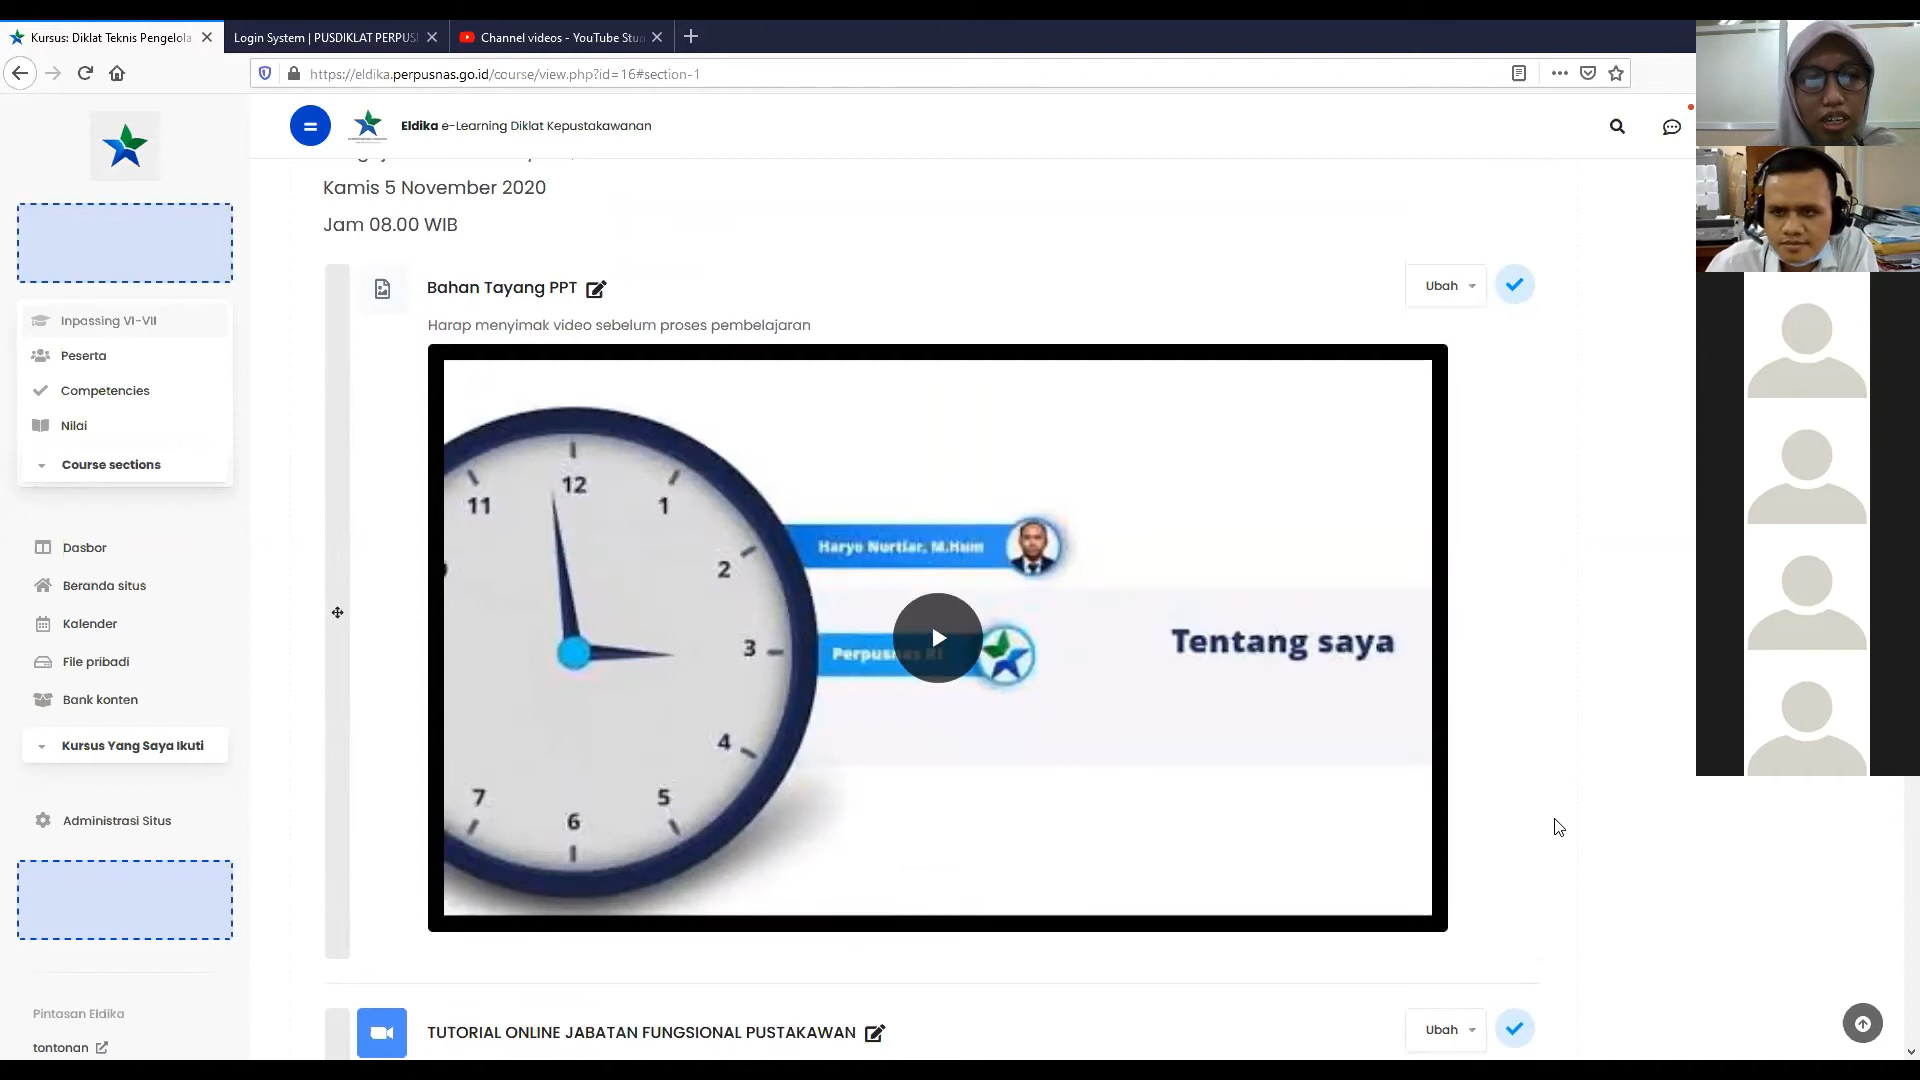 Kursus: Diklat Teknis Pengelola
Login System | PUSDIKLAT PERPUS
Channel videos - YouTube Stu
https://eldika.perpusnas.go.id/course/view.php?id=16#section-1
Eldika e-Learning Diklat Kepustakawanan
Kamis 5 November 2020
Jam 08.00 WIB
Bahan Tayang PPT
Ubah
Harap menyimak video sebelum proses pembelajaran
Inpassing VI-VII
Peserta
Competencies
Nilai
Course sections
Dasbor
Beranda situs
Kalender
File pribadi
Bank konten
Kursus Yang Saya Ikuti
Administrasi Situs
Pintasan Eldika
tontonan
12
11
1
2
3
4
5
6
7
Haryo Nurtiar, M.Hum
Perpusnas RI
Tentang saya
TUTORIAL ONLINE JABATAN FUNGSIONAL PUSTAKAWAN
Ubah